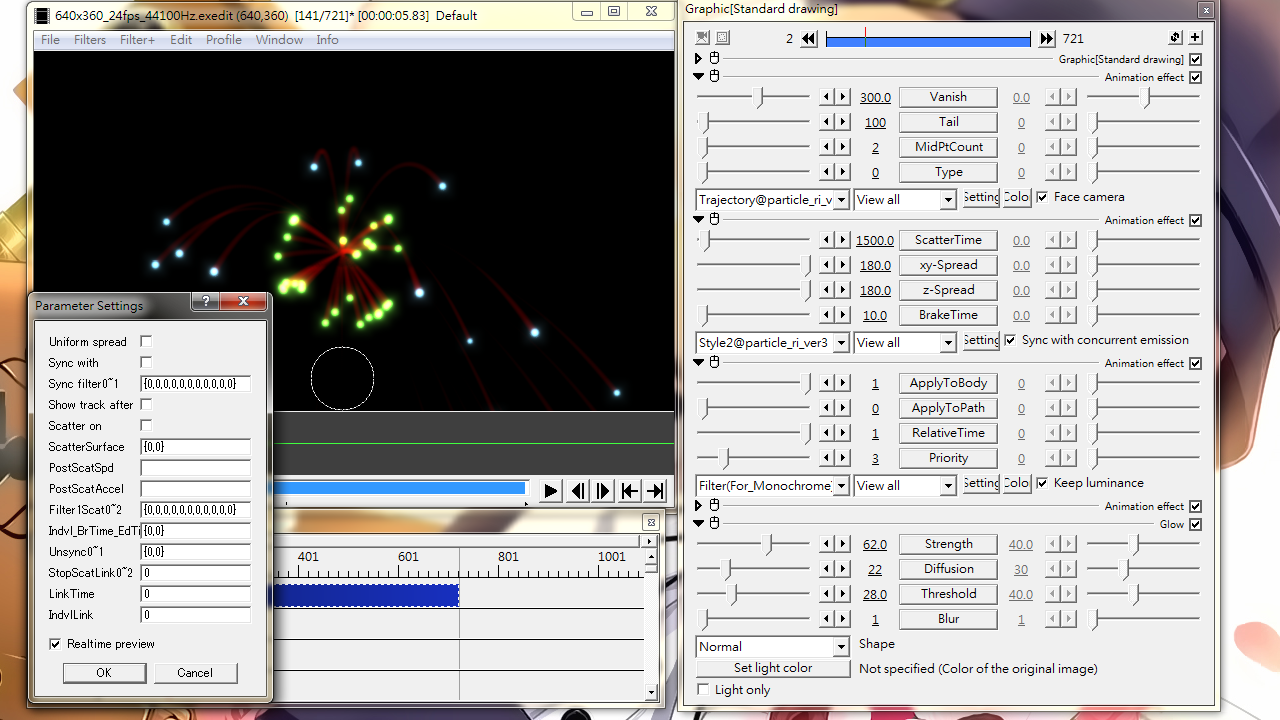 640x360_24fps_44100Hz.exedit (640,360) [141/721]* [00:00:05.83] Default
File Filters Filter+ Edit Profile Window Info
Parameter Settings
Uniform spread
Sync with
Sync filter0~1 {0,0,0,0,0,0,0,0,0,0,0}
Show track after
Scatter on
ScatterSurface {0,0}
PostScatSpd
PostScatAccel
Filter1Scat0~2 {0,0,0,0,0,0,0,0,0,0,0}
Indvl_BrTime_EdTi {0,0}
Unsync0~1 {0,0}
StopScatLink0~2 0
LinkTime 0
IndvlLink 0
Realtime preview
OK Cancel
401 601 801 1001
Graphic[Standard drawing]
2 721
Graphic[Standard drawing]
Animation effect
300.0 Vanish 0.0
100 Tail 0
2 MidPtCount 0
0 Type 0
Trajectory@particle_ri_v View all Setting Colo Face camera
Animation effect
1500.0 ScatterTime 0.0
180.0 xy-Spread 0.0
180.0 z-Spread 0.0
10.0 BrakeTime 0.0
Style2@particle_ri_ver3 View all Setting Sync with concurrent emission
Animation effect
1 ApplyToBody 0
0 ApplyToPath 0
1 RelativeTime 0
3 Priority 0
Filter(For_Monochrome) View all Setting Colo Keep luminance
Animation effect
Glow
62.0 Strength 40.0
22 Diffusion 30
28.0 Threshold 40.0
1 Blur 1
Normal Shape
Set light color Not specified (Color of the original image)
Light only